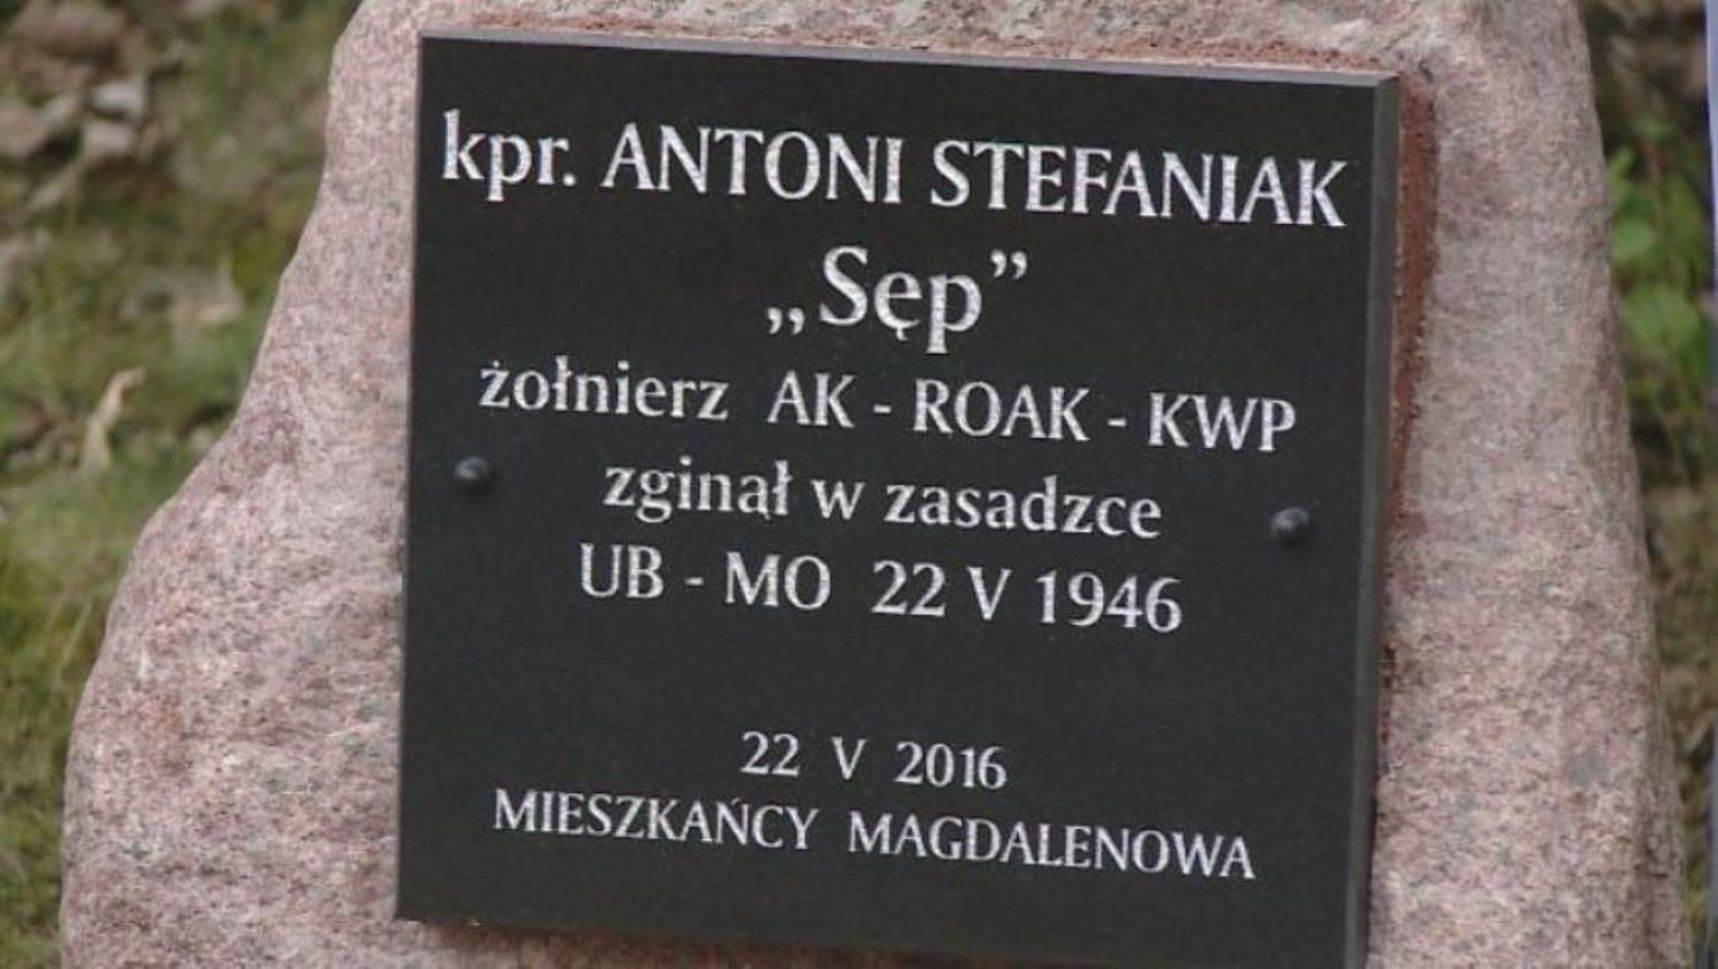 kpr. ANTONI STEFANIAK
„Sęp”
żołnierz AK - ROAK - KWP
zginął w zasadzce
UB - MO 22 V 1946
22 V 2016
MIESZKAŃCY MAGDALENOWA